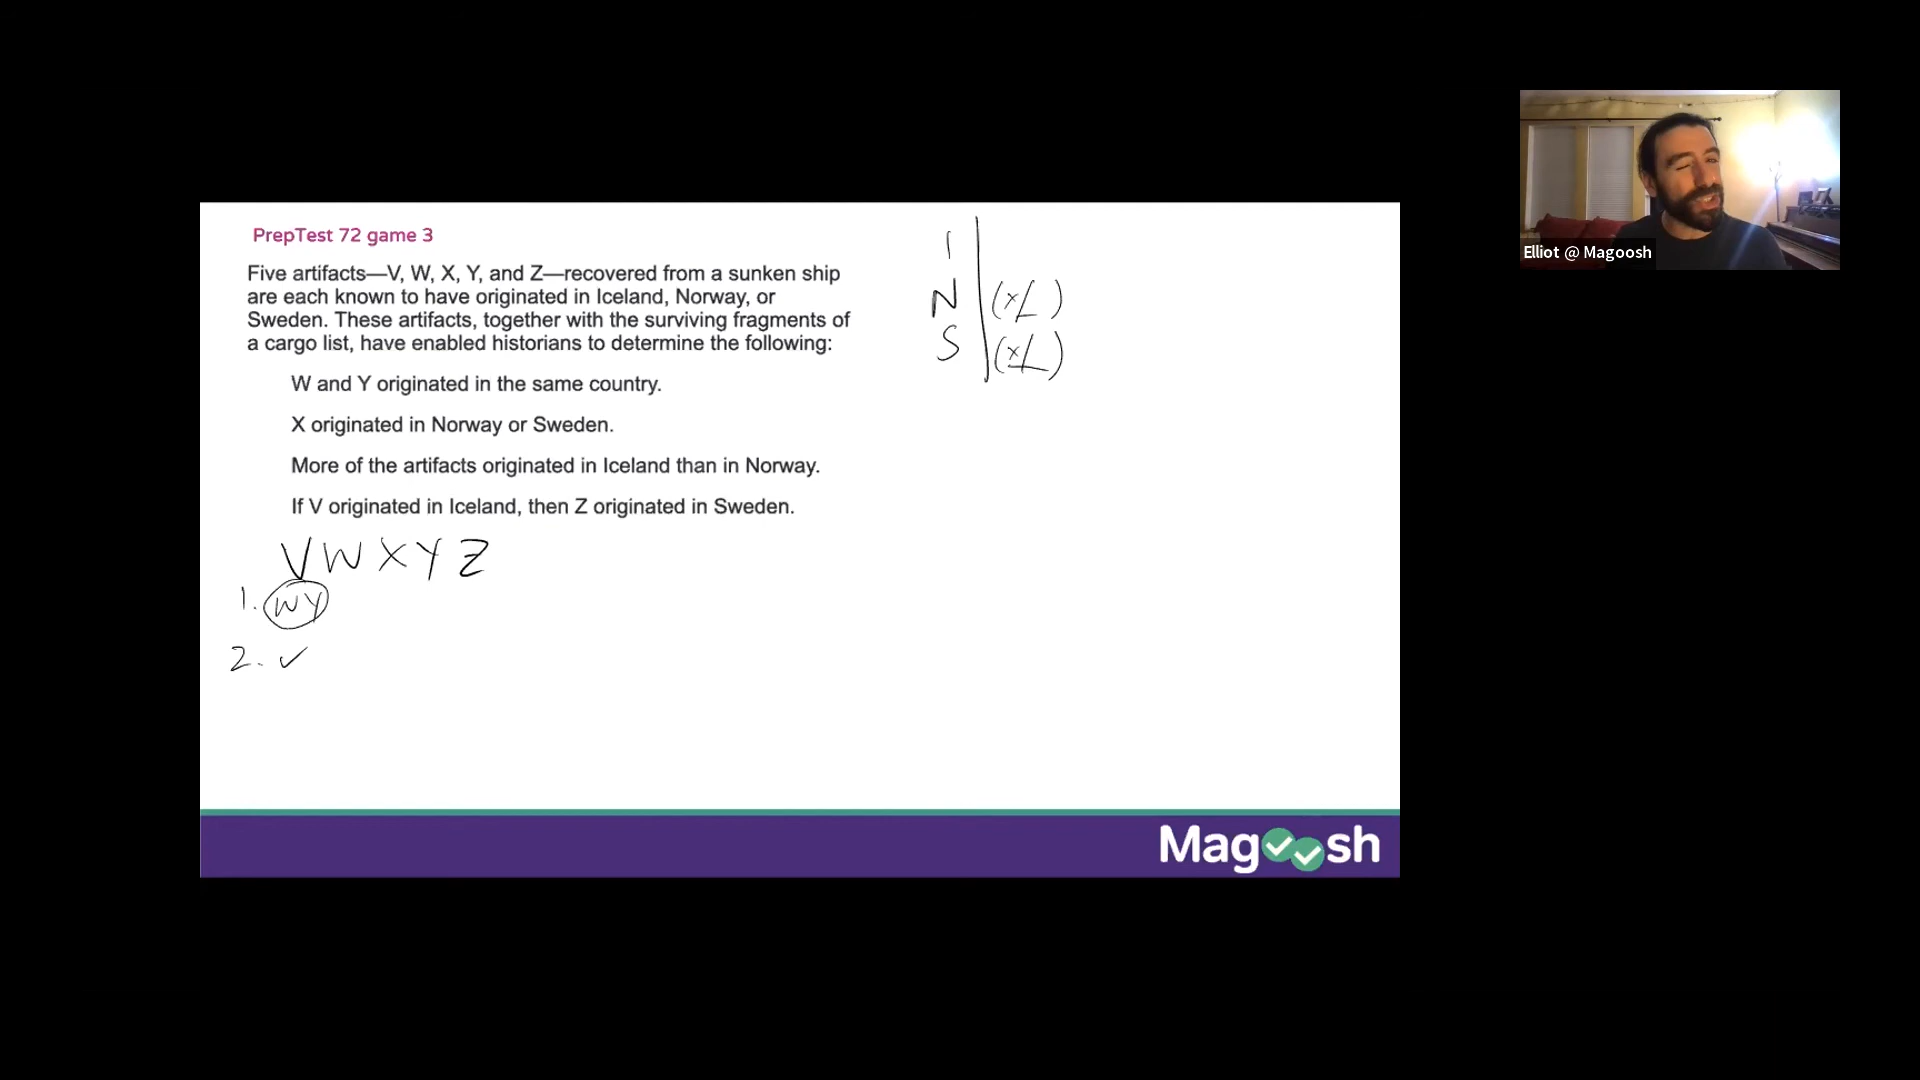 PrepTest 72 game 3
Five artifacts—V, W, X, Y, and Z—recovered from a sunken ship
are each known to have originated in Iceland, Norway, or
Sweden. These artifacts, together with the surviving fragments of
a cargo list, have enabled historians to determine the following:
W and Y originated in the same country.
X originated in Norway or Sweden.
More of the artifacts originated in Iceland than in Norway.
If V originated in Iceland, then Z originated in Sweden.
V W X Y Z
1. WY
2. ✓
I
N (x/_)
S (x/_)
Magoosh
Elliot @ Magoosh